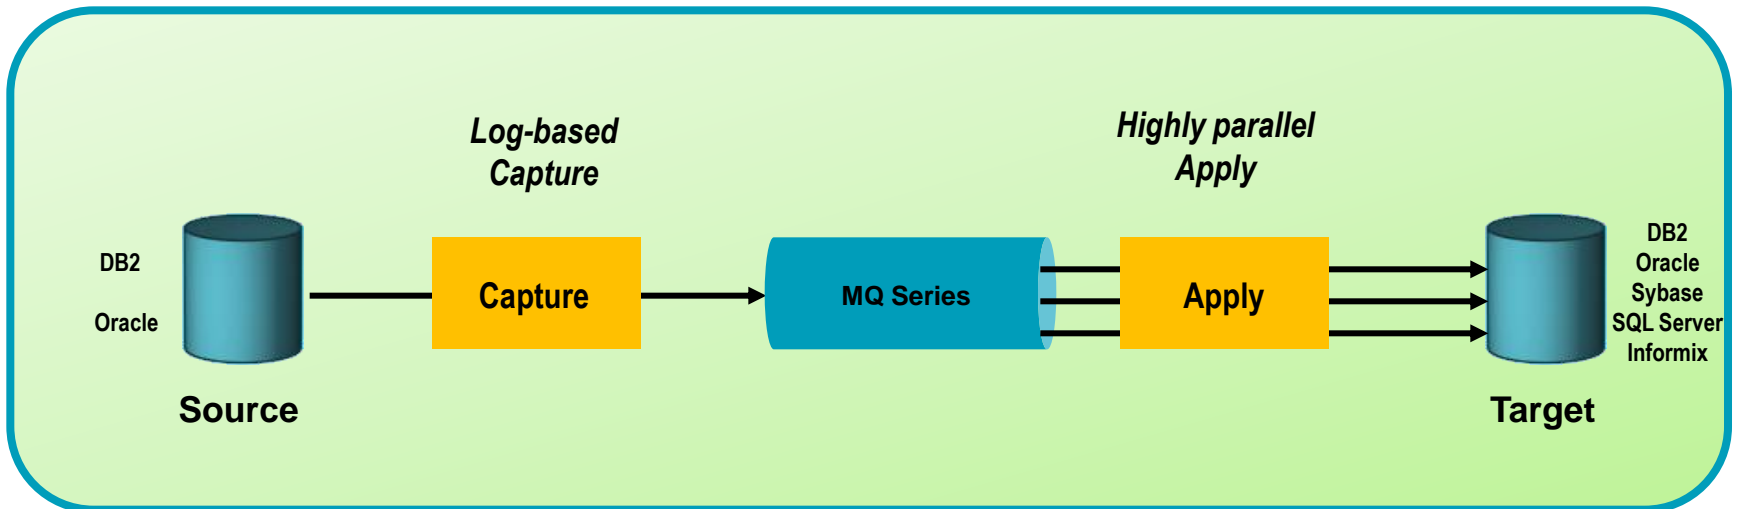 Log-based
Capture
Highly parallel
Apply
DB2
Oracle
Source
Capture
MQ Series
Apply
DB2
Oracle
Sybase
SQL Server
Informix
Target